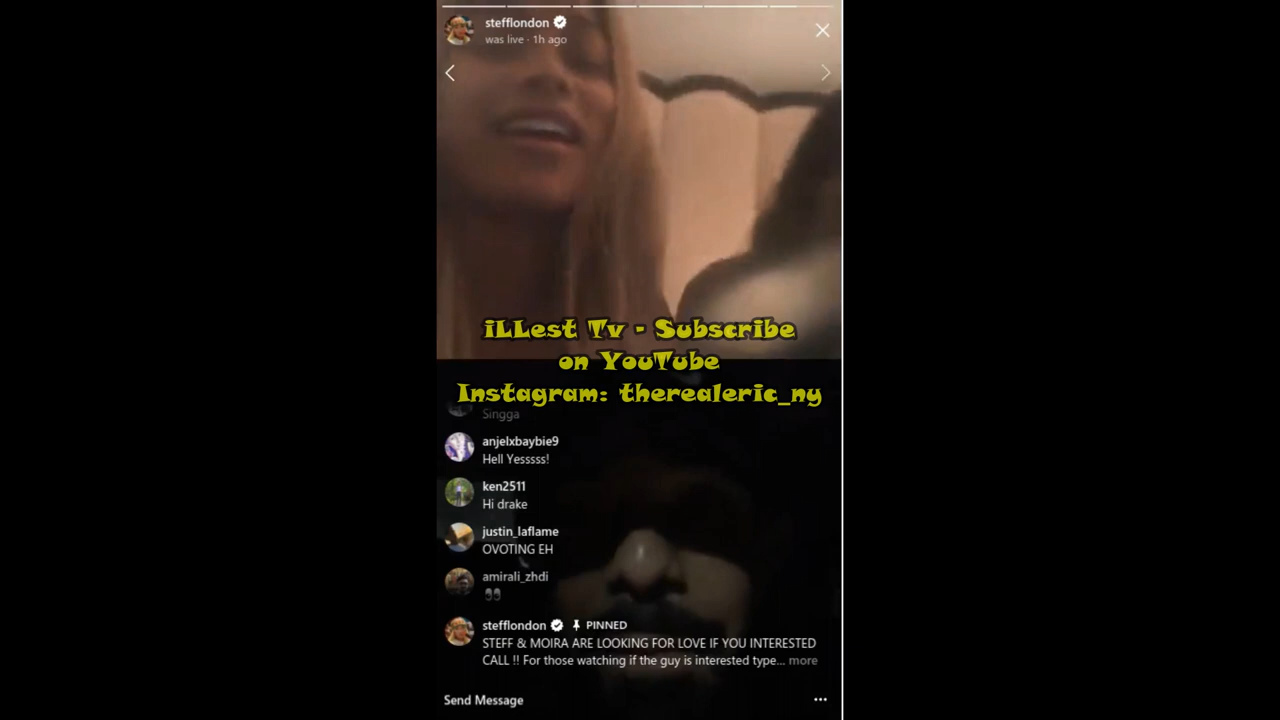 stefflondon
was live · 1h ago
iLLest Tv - Subscribe
on YouTube
Instagram: therealeric_ny
Singga
anjelxbaybie9
Hell Yesssss!
ken2511
Hi drake
justin_laflame
OVOTING EH
amirali_zhdi
👀
stefflondon PINNED
STEFF & MOIRA ARE LOOKING FOR LOVE IF YOU INTERESTED
CALL !! For those watching if the guy is interested type... more
Send Message